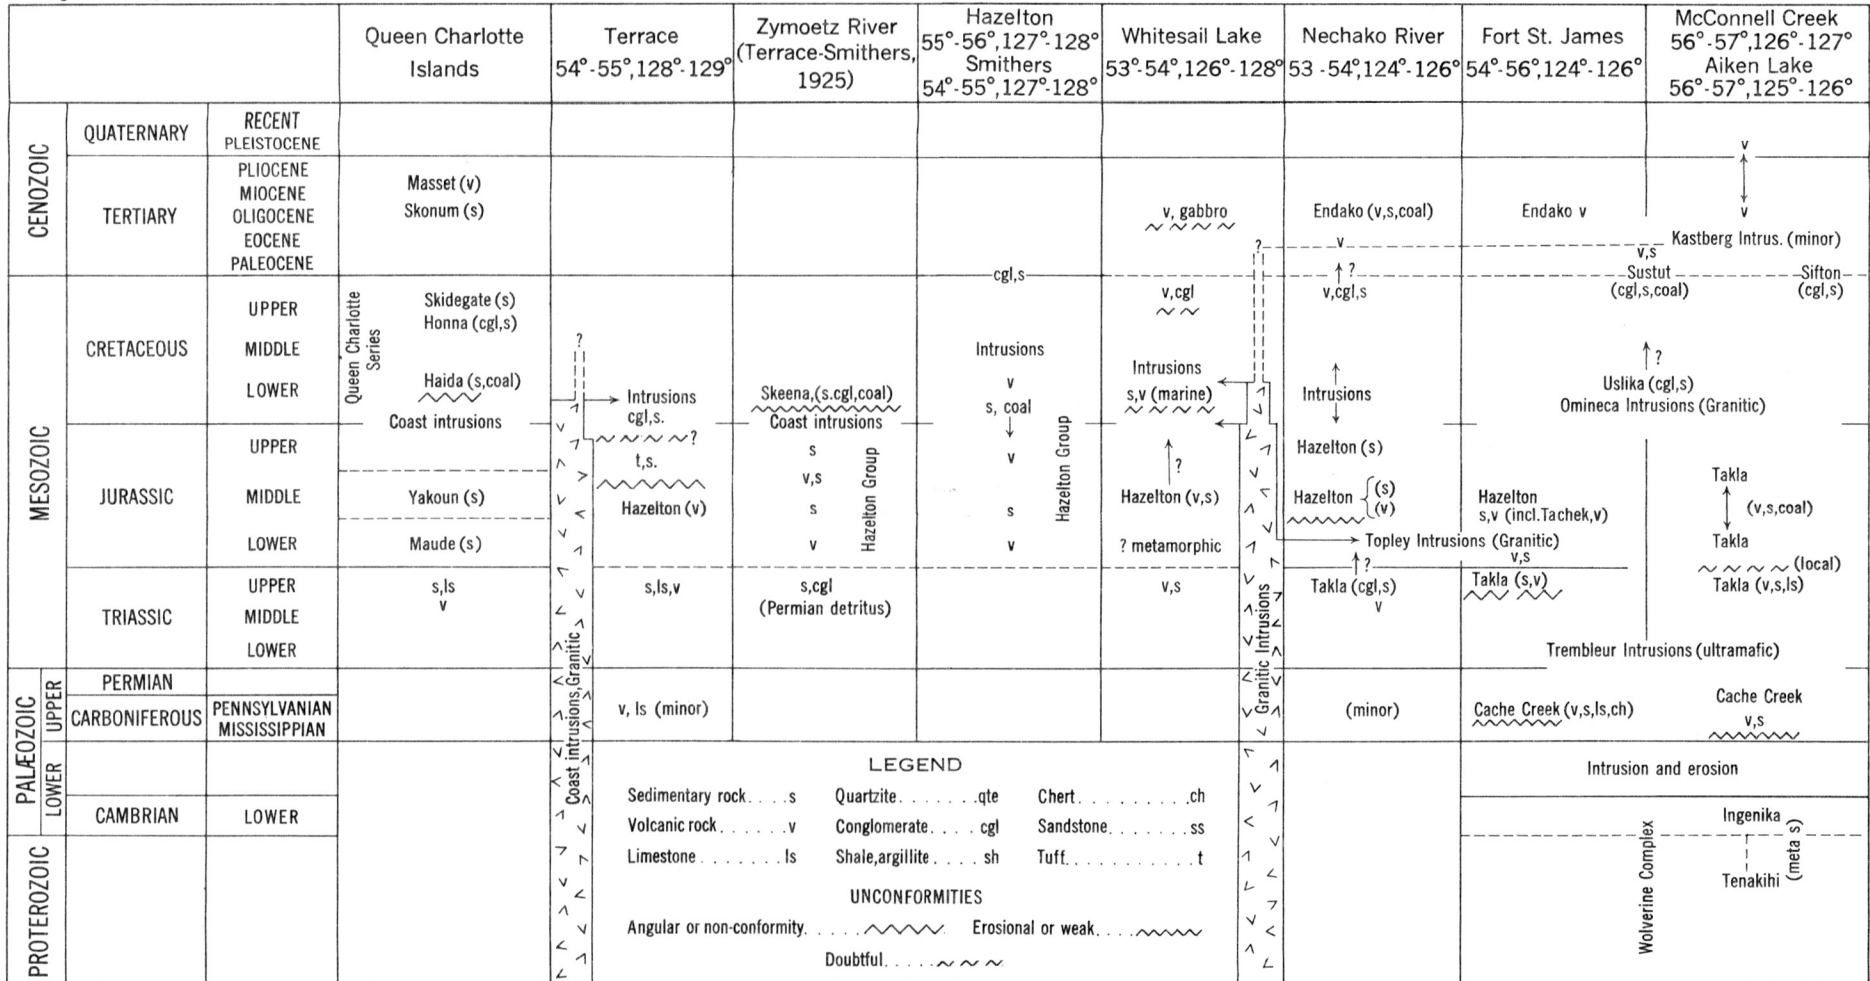 Queen Charlotte
Islands
Terrace
54°-55°,128°-129°
Zymoetz River
(Terrace-Smithers,
1925)
Hazelton
55°-56°,127°-128°
Smithers
54°-55°,127°-128°
Whitesail Lake
53°-54°,126°-128°
Nechako River
53 -54°,124°-126°
Fort St. James
54°-56°,124°-126°
McConnell Creek
56°-57°,126°-127°
Aiken Lake
56°-57°,125°-126°
CENOZOIC
QUATERNARY
RECENT
PLEISTOCENE
v
TERTIARY
PLIOCENE
MIOCENE
OLIGOCENE
EOCENE
PALEOCENE
Masset (v)
Skonum (s)
v, gabbro
?
Endako (v,s,coal)
v
Endako v
v
Kastberg Intrus. (minor)
v,s
MESOZOIC
CRETACEOUS
UPPER
MIDDLE
LOWER
Queen Charlotte
Series
Skidegate (s)
Honna (cgl,s)
Haida (s,coal)
Coast intrusions
?
Intrusions
cgl,s.
?
Skeena,(s.cgl,coal)
Coast intrusions
cgl,s
Intrusions
v
s, coal
v,cgl
Intrusions
s,v (marine)
?
v,cgl,s
Intrusions
Sustut
(cgl,s,coal)
Sifton
(cgl,s)
?
Uslika (cgl,s)
Omineca Intrusions (Granitic)
JURASSIC
UPPER
MIDDLE
LOWER
Yakoun (s)
Maude (s)
t,s.
Hazelton (v)
s
v,s
s
v
Hazelton Group
v
s
v
Hazelton Group
?
Hazelton (v,s)
? metamorphic
Hazelton (s)
Hazelton
(s)
(v)
Hazelton
s,v (incl.Tachek,v)
Topley Intrusions (Granitic)
v,s
Takla
(v,s,coal)
Takla
(local)
TRIASSIC
UPPER
MIDDLE
LOWER
s,ls
v
s,ls,v
s,cgl
(Permian detritus)
v,s
?
Takla (cgl,s)
v
Takla (s,v)
Takla (v,s,ls)
Trembleur Intrusions (ultramafic)
Coast intrusions,Granitic
Granitic Intrusions
PALÆOZOIC
UPPER
PERMIAN
CARBONIFEROUS
PENNSYLVANIAN
MISSISSIPPIAN
v, ls (minor)
(minor)
Cache Creek (v,s,ls,ch)
Cache Creek
v,s
LOWER
Intrusion and erosion
CAMBRIAN
LOWER
Ingenika
(meta s)
Tenakihi
Wolverine Complex
PROTEROZOIC
LEGEND
Sedimentary rock. . . . s
Quartzite. . . . . . . .qte
Chert. . . . . . . . . .ch
Volcanic rock . . . . . . v
Conglomerate. . . . cgl
Sandstone. . . . . . . ss
Limestone . . . . . . . ls
Shale,argillite . . . . sh
Tuff. . . . . . . . . . . t
UNCONFORMITIES
Angular or non-conformity. . . . .
Erosional or weak. . . .
Doubtful. . . . .